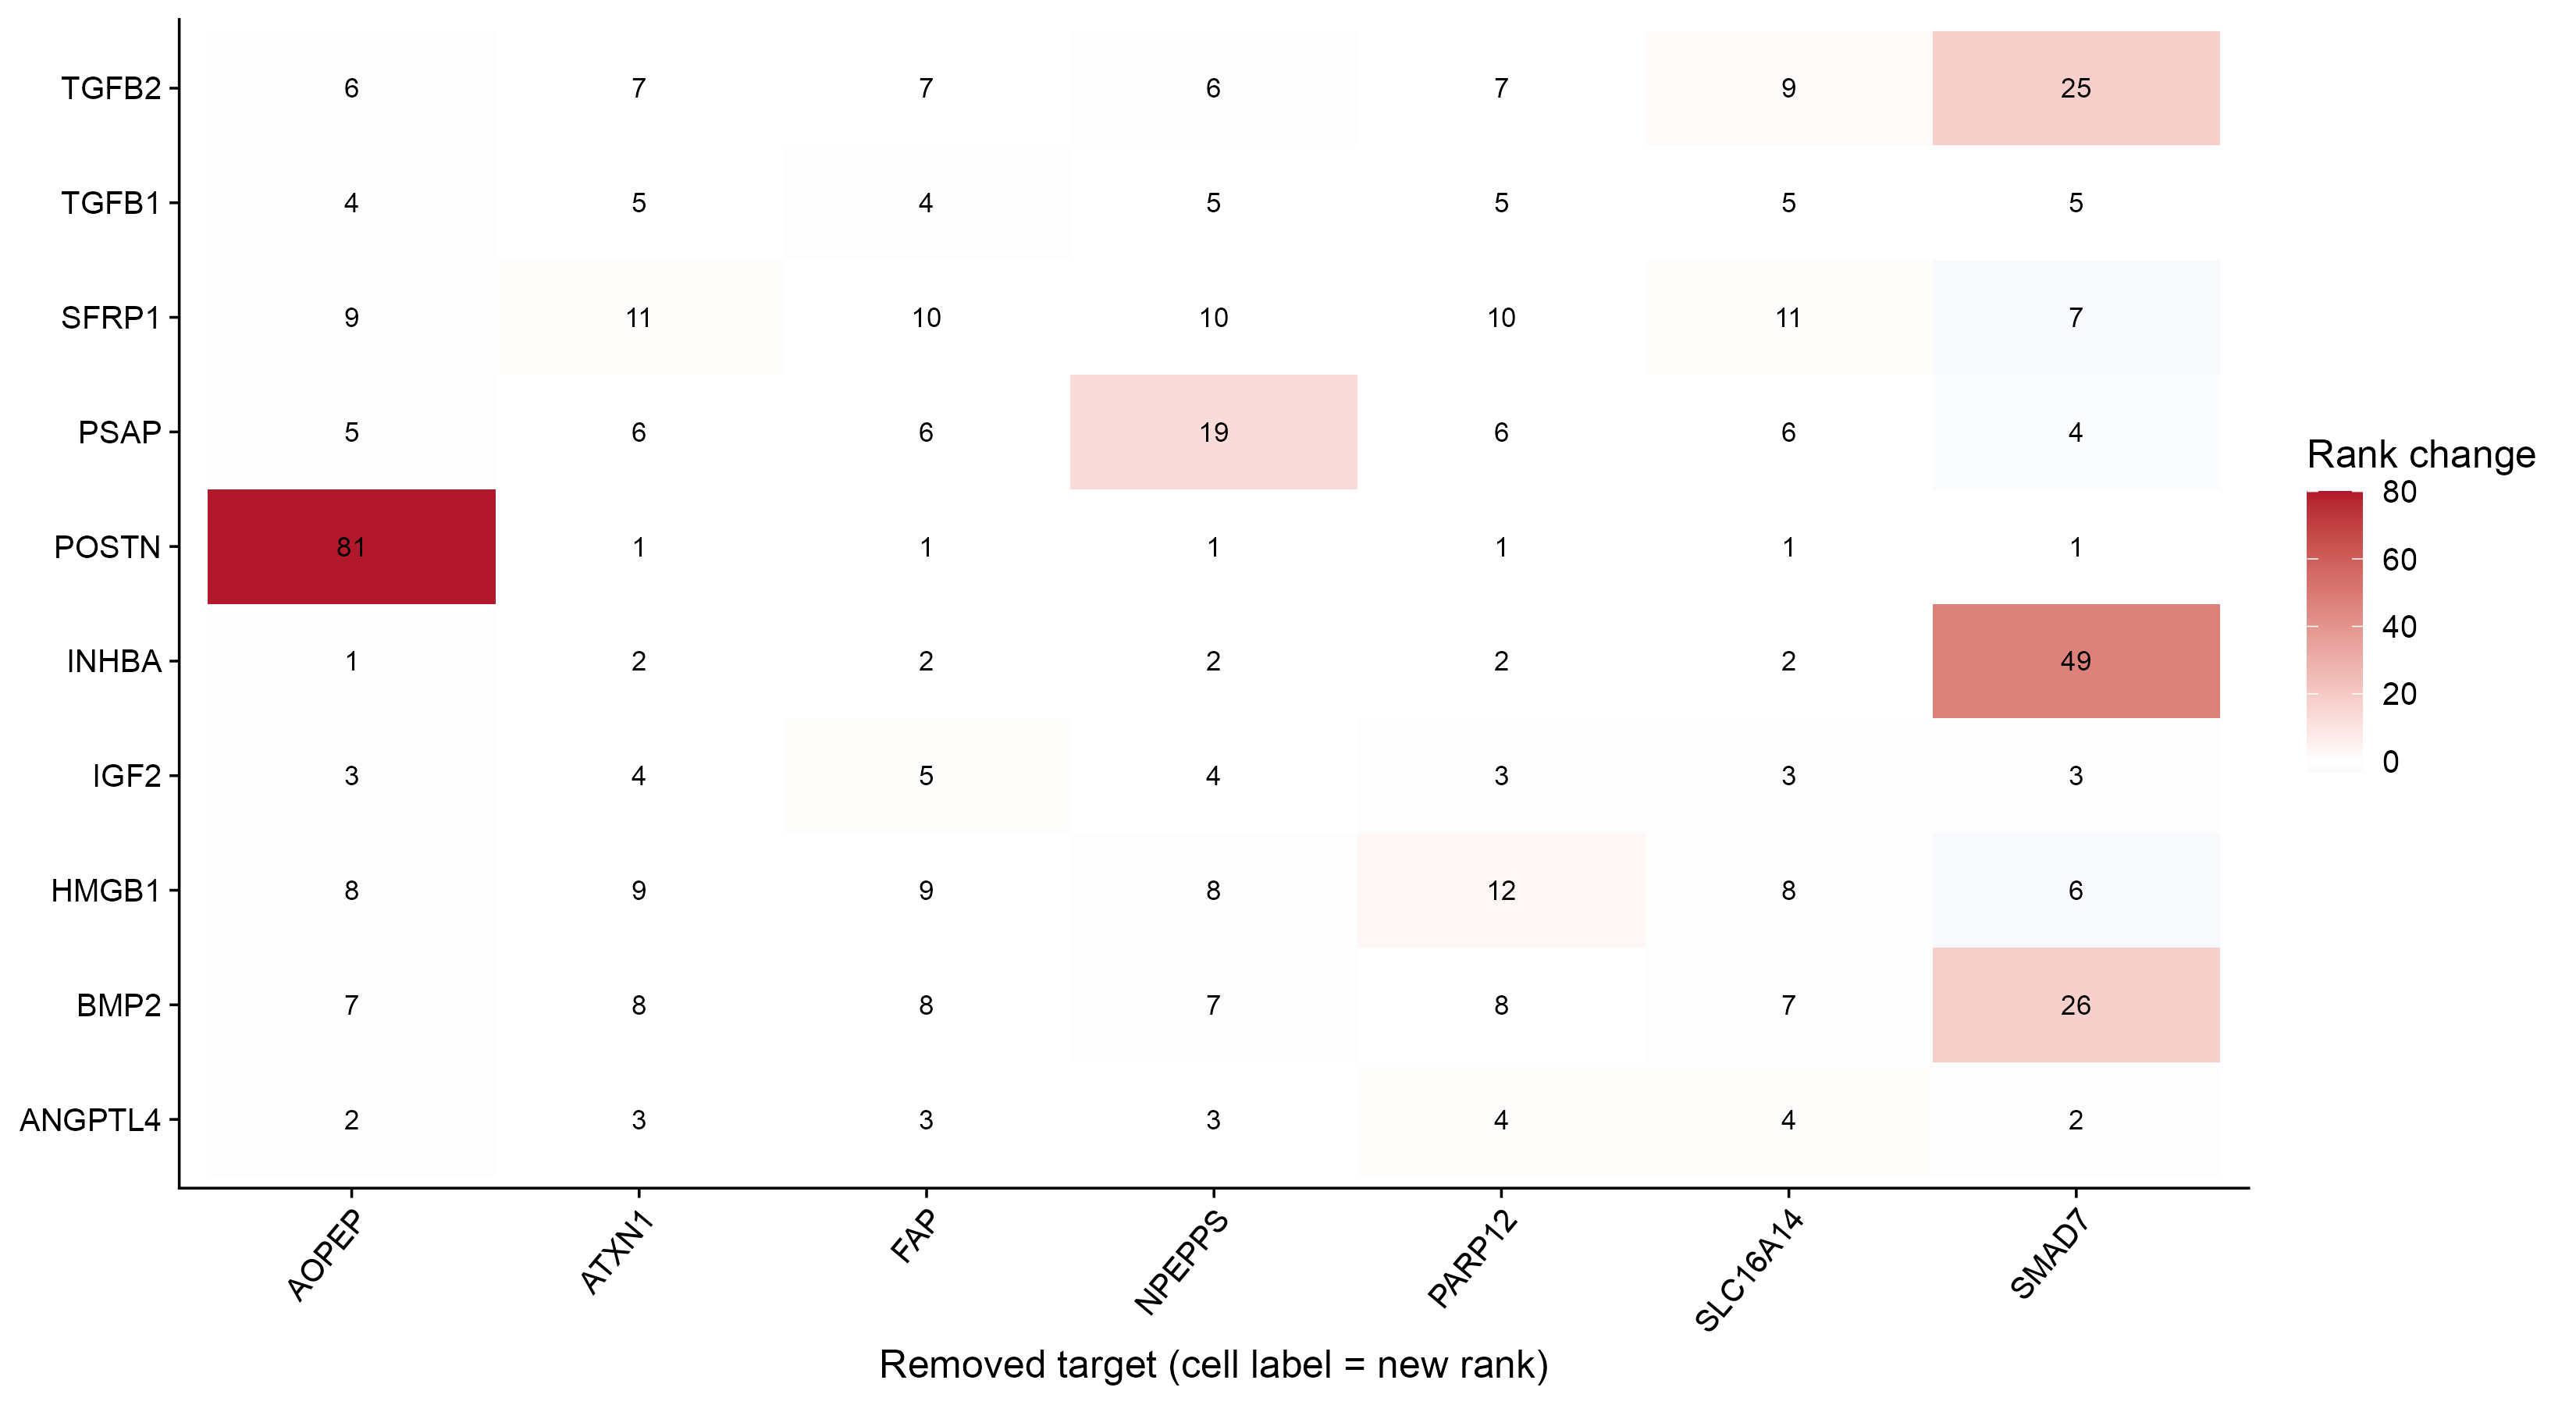 TGFB2 6 7 7 6 7 9 25
TGFB1 4 5 4 5 5 5 5
SFRP1 9 11 10 10 10 11 7
PSAP 5 6 6 19 6 6 4
POSTN 81 1 1 1 1 1 1
INHBA 1 2 2 2 2 2 49
IGF2 3 4 5 4 3 3 3
HMGB1 8 9 9 8 12 8 6
BMP2 7 8 8 7 8 7 26
ANGPTL4 2 3 3 3 4 4 2
AOPEP ATXN1 FAP NPEPPS PARP12 SLC16A14 SMAD7
Removed target (cell label = new rank)
Rank change
80
60
40
20
0